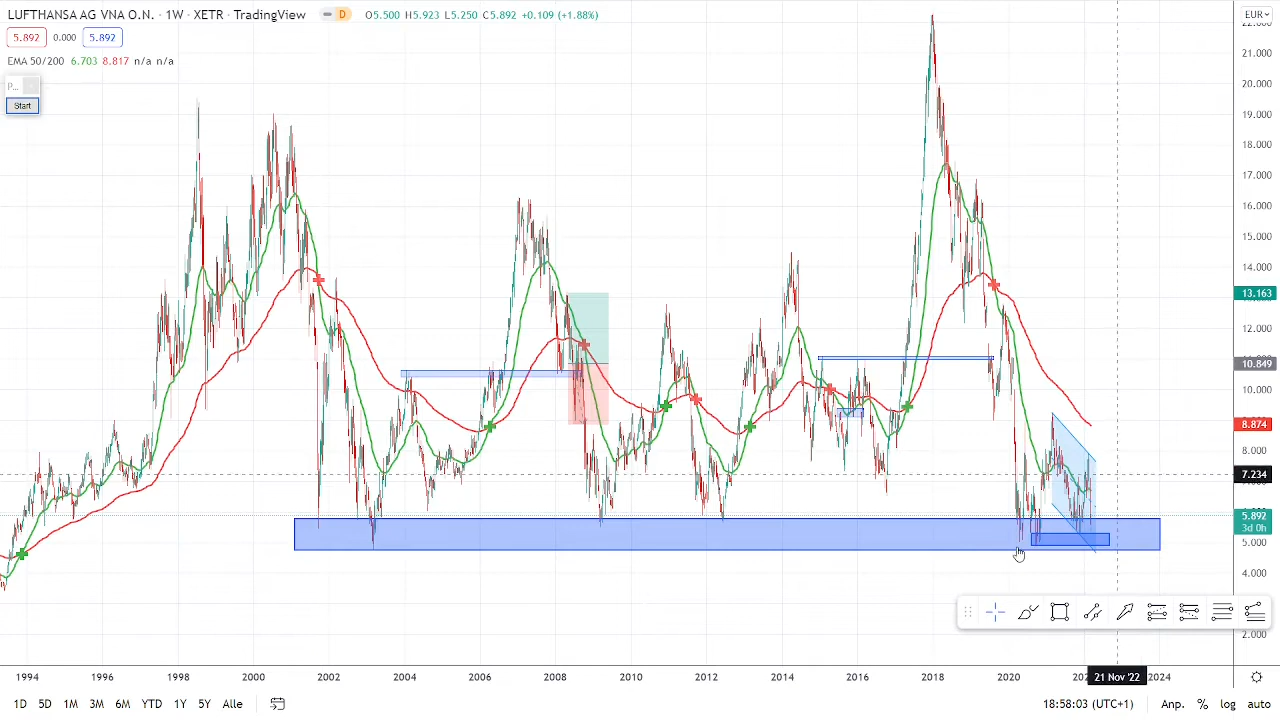 LUFTHANSA AG VNA O.N. · 1W · XETR · TradingView D O5.500 H5.923 L5.250 C5.892 +0.109 (+1.88%) EUR
5.892 0.000 5.892
EMA 50/200 6.703 8.817 n/a n/a
P...
Start
22.000
21.000
20.000
19.000
18.000
17.000
16.000
15.000
14.000
13.163
12.000
10.849
10.000
8.874
8.000
7.234
5.892
3d 0h
5.000
4.000
2.000
1994 1996 1998 2000 2002 2004 2006 2008 2010 2012 2014 2016 2018 2020 21 Nov '22 2024
1D 5D 1M 3M 6M YTD 1Y 5Y Alle 18:58:03 (UTC+1) Anp. % log auto